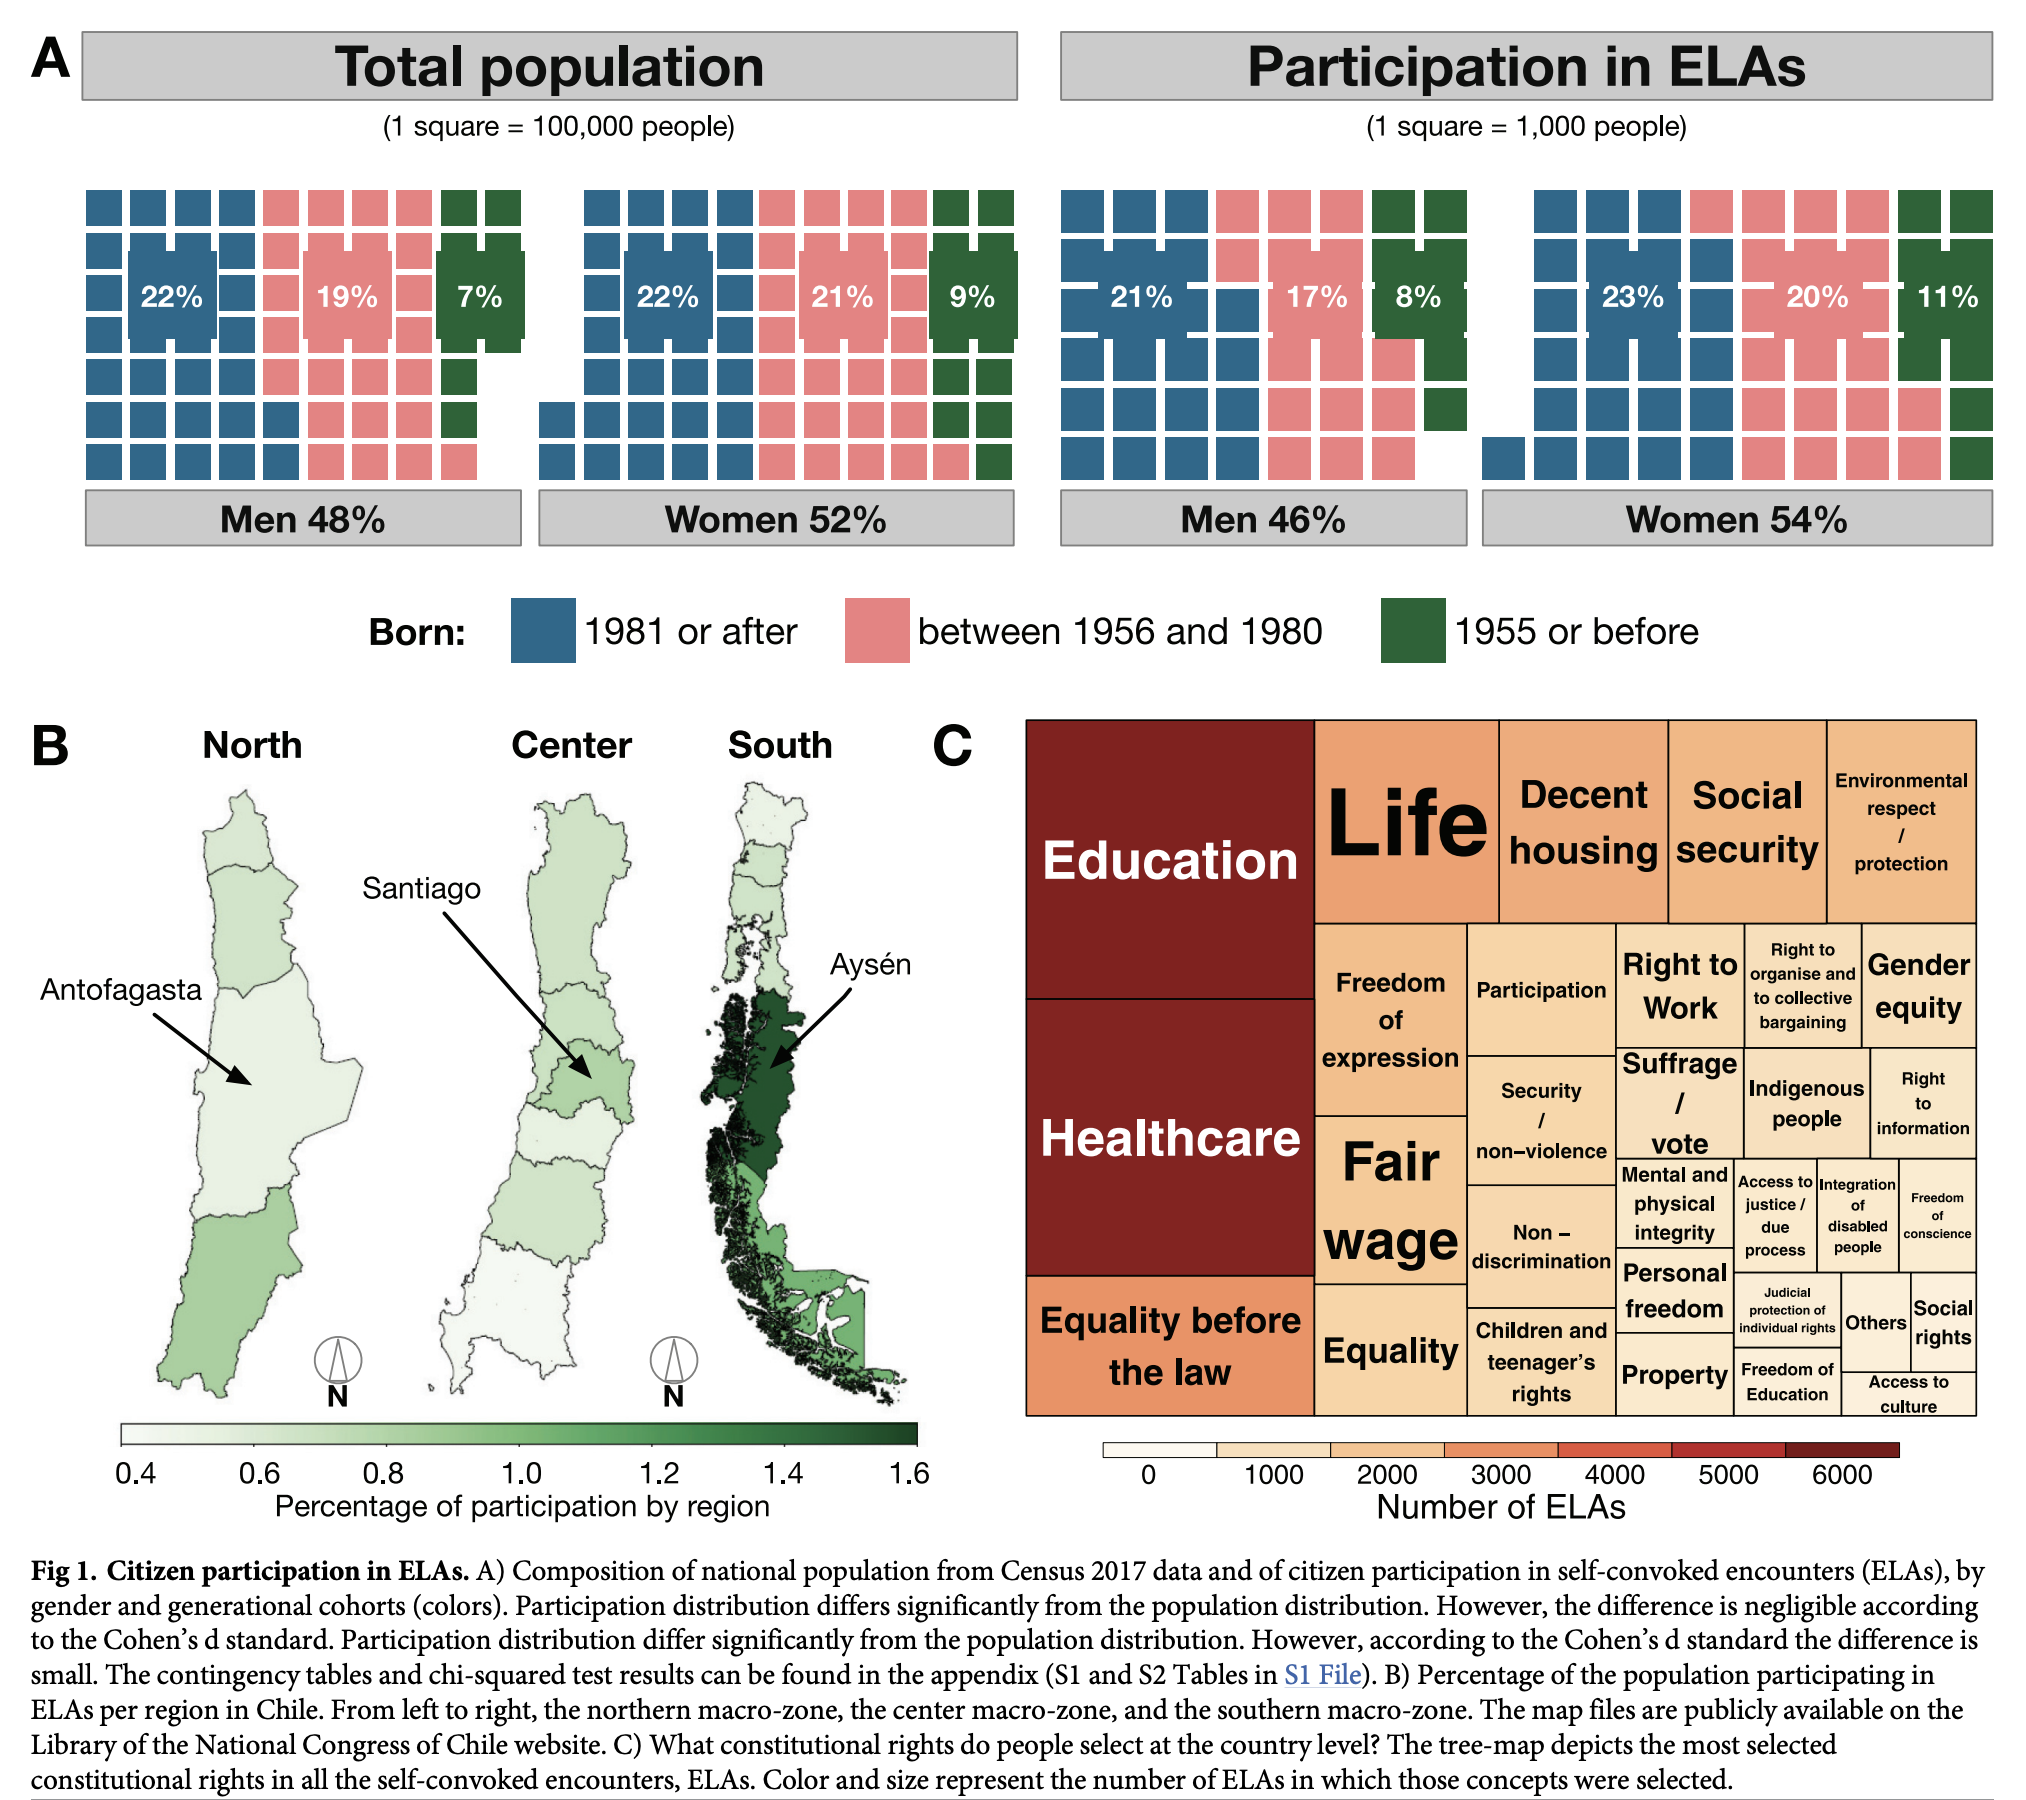 A
Total population
(1 square = 100,000 people)
22%
19%
7%
22%
21%
9%
Men 48%
Women 52%
Participation in ELAs
(1 square = 1,000 people)
21%
17%
8%
23%
20%
11%
Men 46%
Women 54%
Born:
1981 or after
between 1956 and 1980
1955 or before
B
North
Center
South
Antofagasta
Santiago
Aysén
N
N
0.4
0.6
0.8
1.0
1.2
1.4
1.6
Percentage of participation by region
C
Education
Healthcare
Equality before
the law
Life
Decent
housing
Social
security
Environmental
respect
/
protection
Freedom
of
expression
Fair
wage
Equality
Participation
Security
/
non–violence
Non –
discrimination
Children and
teenager's
rights
Right to
Work
Right to
organise and
to collective
bargaining
Gender
equity
Suffrage
/
vote
Indigenous
people
Right
to
information
Mental and
physical
integrity
Access to
justice /
due
process
Integration
of
disabled
people
Freedom
of
conscience
Personal
freedom
Property
Judicial
protection of
individual rights
Freedom of
Education
Others
Social
rights
Access to
culture
0
1000
2000
3000
4000
5000
6000
Number of ELAs
Fig 1. Citizen participation in ELAs. A) Composition of national population from Census 2017 data and of citizen participation in self-convoked encounters (ELAs), by
gender and generational cohorts (colors). Participation distribution differs significantly from the population distribution. However, the difference is negligible according
to the Cohen's d standard. Participation distribution differ significantly from the population distribution. However, according to the Cohen's d standard the difference is
small. The contingency tables and chi-squared test results can be found in the appendix (S1 and S2 Tables in S1 File). B) Percentage of the population participating in
ELAs per region in Chile. From left to right, the northern macro-zone, the center macro-zone, and the southern macro-zone. The map files are publicly available on the
Library of the National Congress of Chile website. C) What constitutional rights do people select at the country level? The tree-map depicts the most selected
constitutional rights in all the self-convoked encounters, ELAs. Color and size represent the number of ELAs in which those concepts were selected.